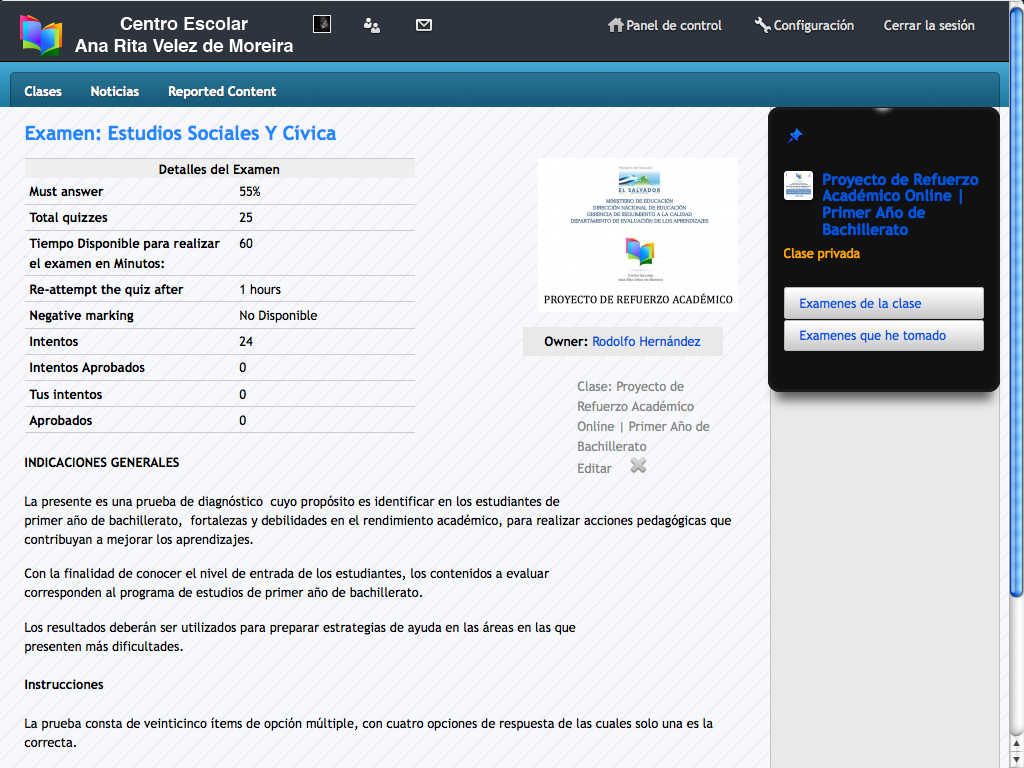 Centro Escolar
Ana Rita Velez de Moreira
Panel de control
Configuración
Cerrar la sesión
Clases
Noticias
Reported Content
Examen: Estudios Sociales Y Cívica
Detalles del Examen
Must answer 55%
Total quizzes 25
Tiempo Disponible para realizar 60
el examen en Minutos:
Re-attempt the quiz after 1 hours
Negative marking No Disponible
Intentos 24
Intentos Aprobados 0
Tus intentos 0
Aprobados 0
Ministerio de Educación
EL SALVADOR
MINISTERIO DE EDUCACIÓN
DIRECCIÓN NACIONAL DE EDUCACIÓN
GERENCIA DE SEGUIMIENTO A LA CALIDAD
DEPARTAMENTO DE EVALUACIÓN DE LOS APRENDIZAJES
Centro Escolar
Ana Rita Velez de Moreira
PROYECTO DE REFUERZO ACADÉMICO
Owner: Rodolfo Hernández
Clase: Proyecto de
Refuerzo Académico
Online | Primer Año de
Bachillerato
Editar
INDICACIONES GENERALES
La presente es una prueba de diagnóstico cuyo propósito es identificar en los estudiantes de
primer año de bachillerato, fortalezas y debilidades en el rendimiento académico, para realizar acciones pedagógicas que
contribuyan a mejorar los aprendizajes.
Con la finalidad de conocer el nivel de entrada de los estudiantes, los contenidos a evaluar
corresponden al programa de estudios de primer año de bachillerato.
Los resultados deberán ser utilizados para preparar estrategias de ayuda en las áreas en las que
presenten más dificultades.
Instrucciones
La prueba consta de veinticinco ítems de opción múltiple, con cuatro opciones de respuesta de las cuales solo una es la
correcta.
Proyecto de Refuerzo
Académico Online |
Primer Año de
Bachillerato
Clase privada
Examenes de la clase
Examenes que he tomado